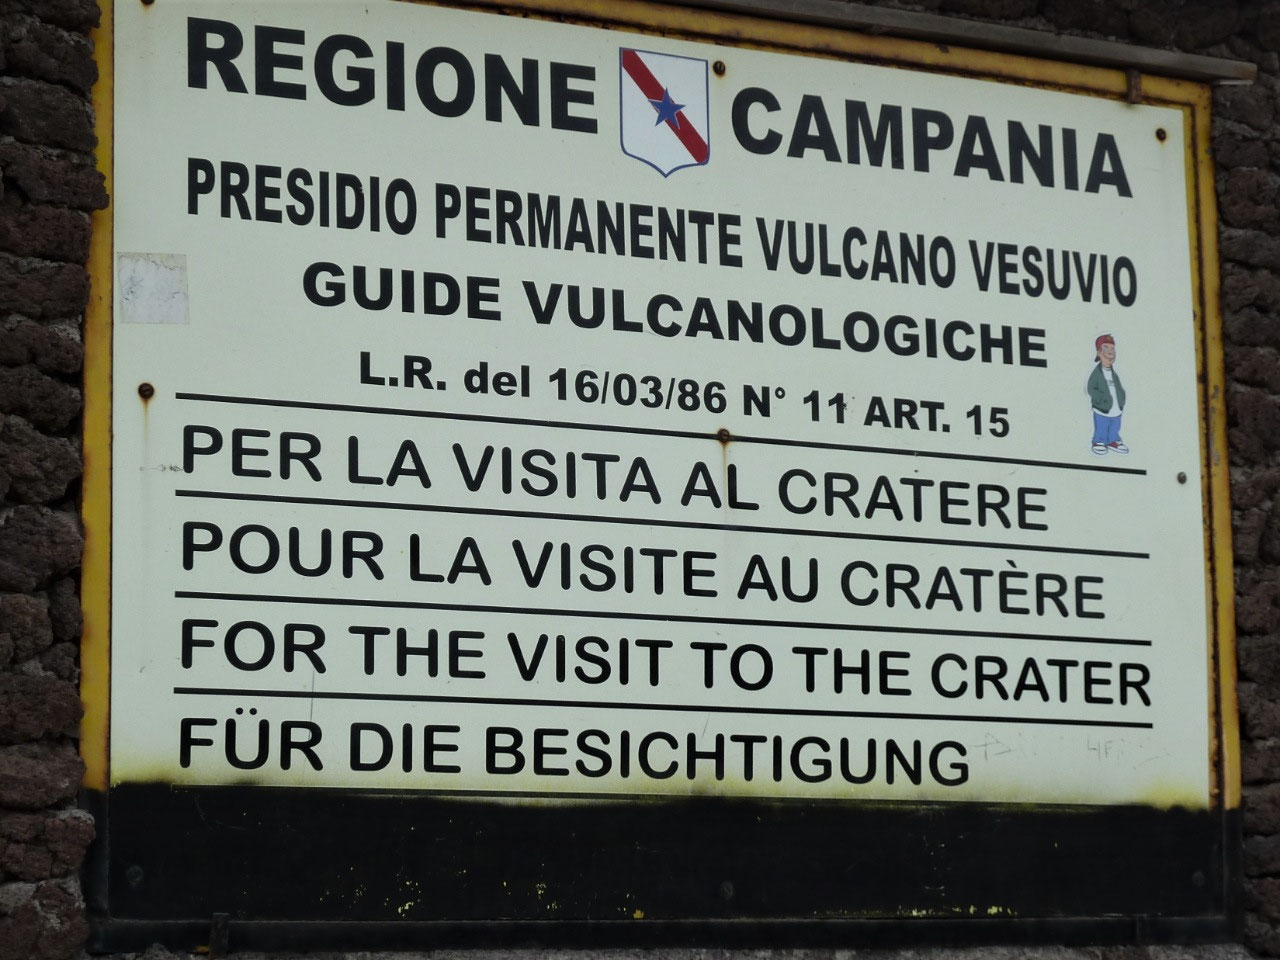 REGIONE CAMPANIA
PRESIDIO PERMANENTE VULCANO VESUVIO
GUIDE VULCANOLOGICHE
L.R. del 16/03/86 N° 11 ART. 15
PER LA VISITA AL CRATERE
POUR LA VISITE AU CRATÈRE
FOR THE VISIT TO THE CRATER
FÜR DIE BESICHTIGUNG